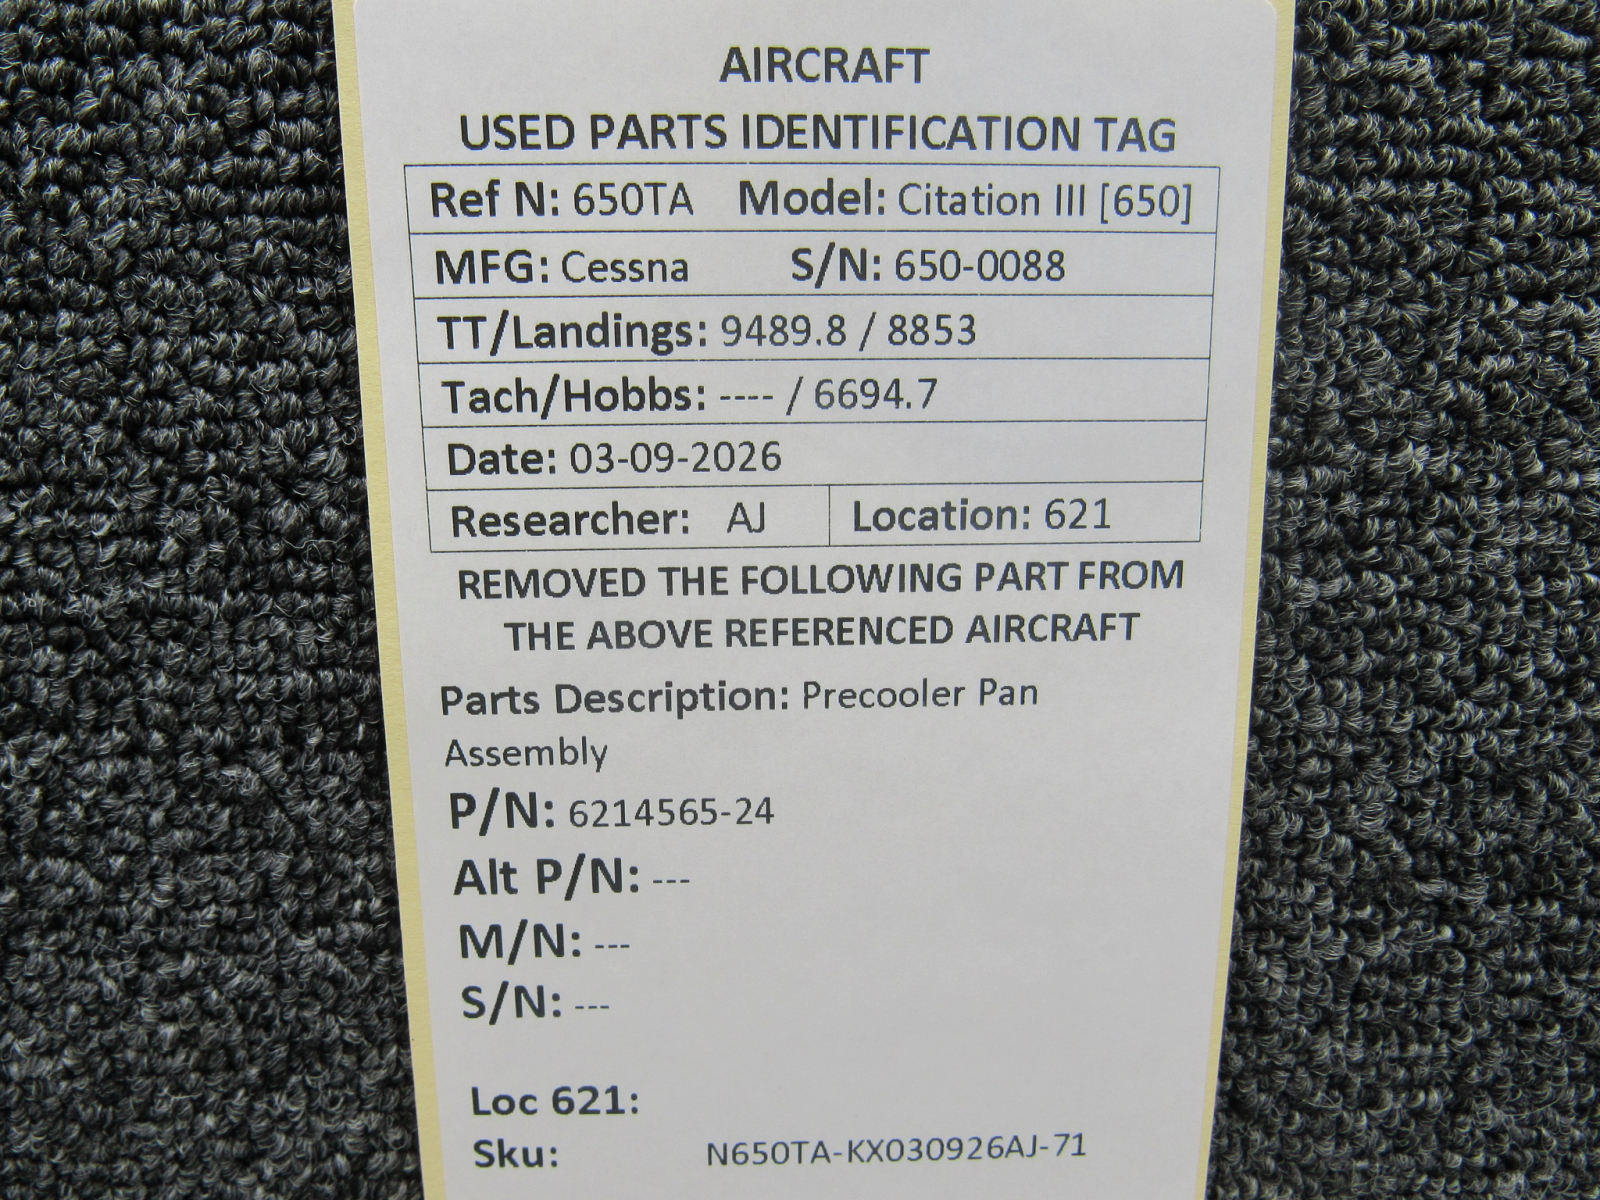 AIRCRAFT
USED PARTS IDENTIFICATION TAG
Ref N: 650TA Model: Citation III [650]
MFG: Cessna S/N: 650-0088
TT/Landings: 9489.8 / 8853
Tach/Hobbs: ---- / 6694.7
Date: 03-09-2026
Researcher: AJ Location: 621
REMOVED THE FOLLOWING PART FROM
THE ABOVE REFERENCED AIRCRAFT
Parts Description: Precooler Pan
Assembly
P/N: 6214565-24
Alt P/N: ---
M/N: ---
S/N: ---
Loc 621:
Sku: N650TA-KX030926AJ-71